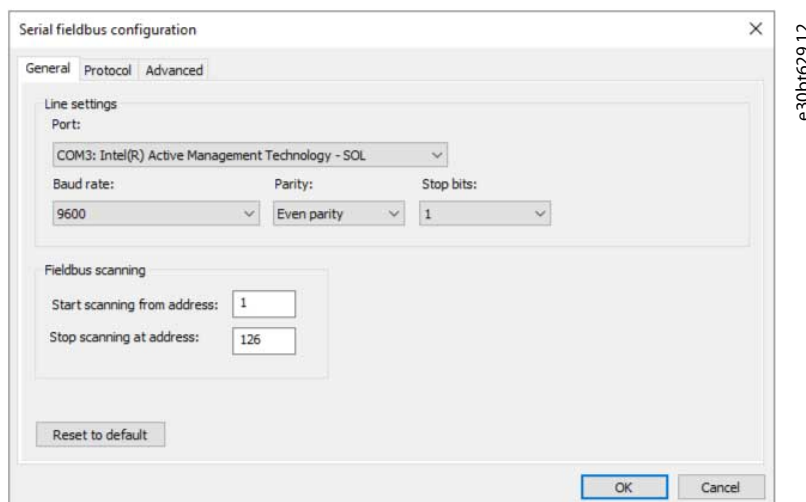 Serial fieldbus configuration
General Protocol Advanced
Line settings
Port:
COM3: Intel(R) Active Management Technology - SOL
Baud rate: Parity: Stop bits:
9600 Even parity 1
Fieldbus scanning
Start scanning from address: 1
Stop scanning at address: 126
Reset to default
OK Cancel